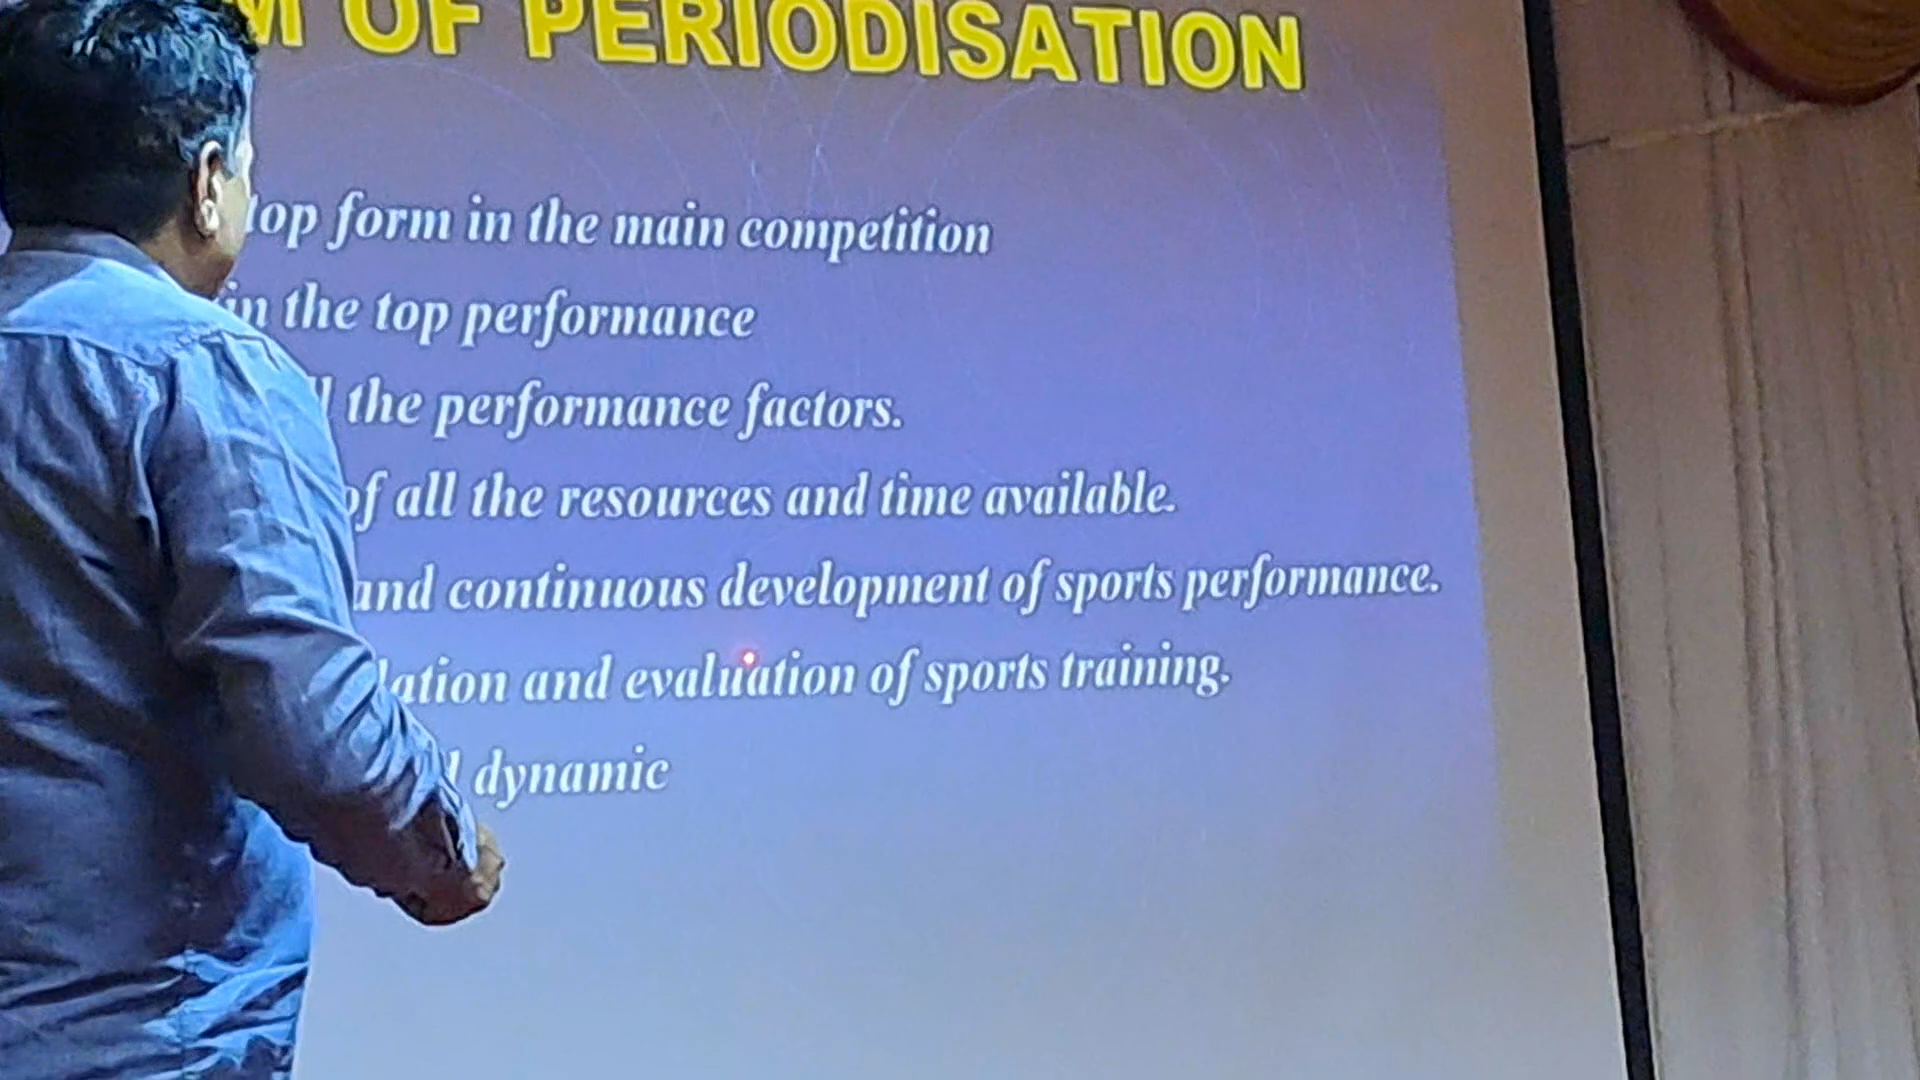 OF PERIODISATION
top form in the main competition
in the top performance
the performance factors.
of all the resources and time available.
and continuous development of sports performance.
and evaluation of sports training.
dynamic